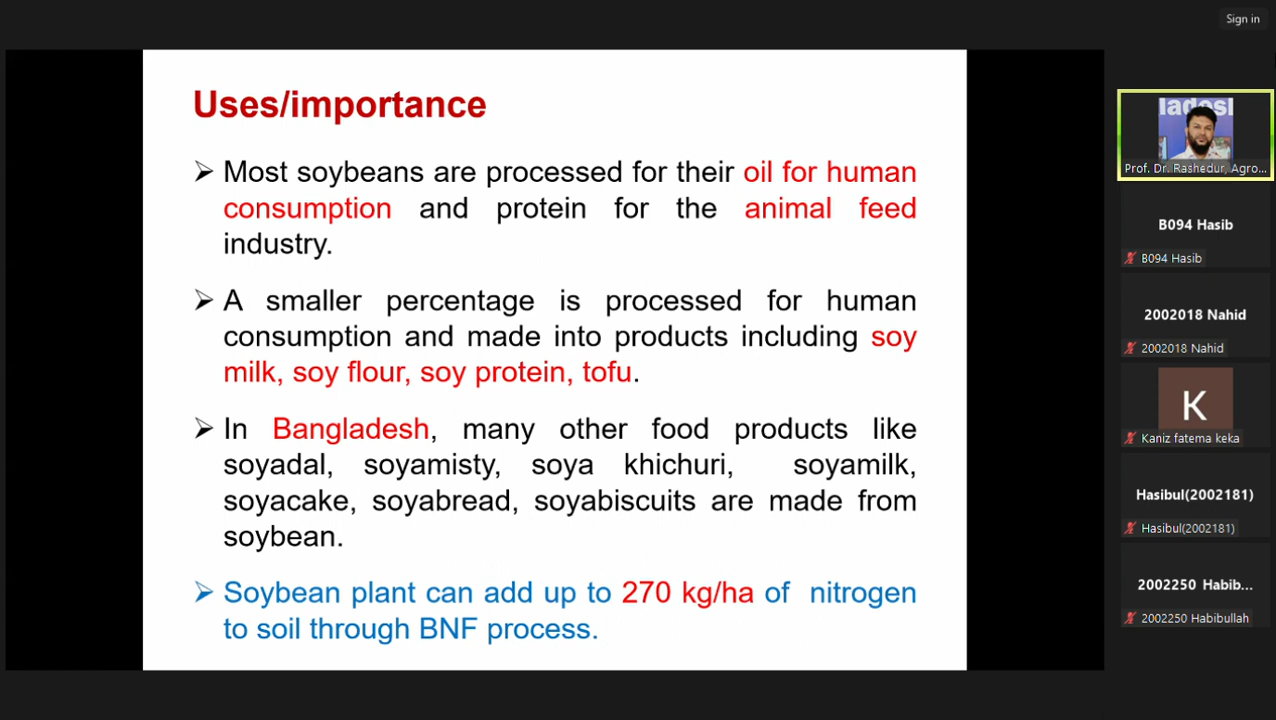 Sign in
Uses/importance
➢ Most soybeans are processed for their oil for human
consumption and protein for the animal feed
industry.
➢ A smaller percentage is processed for human
consumption and made into products including soy
milk, soy flour, soy protein, tofu.
➢ In Bangladesh, many other food products like
soyadal, soyamisty, soya khichuri, soyamilk,
soyacake, soyabread, soyabiscuits are made from
soybean.
➢ Soybean plant can add up to 270 kg/ha of nitrogen
to soil through BNF process.
ladesl
Prof. Dr. Rashedur, Agro...
B094 Hasib
B094 Hasib
2002018 Nahid
2002018 Nahid
K
Kaniz fatema keka
Hasibul(2002181)
Hasibul(2002181)
2002250 Habib...
2002250 Habibullah